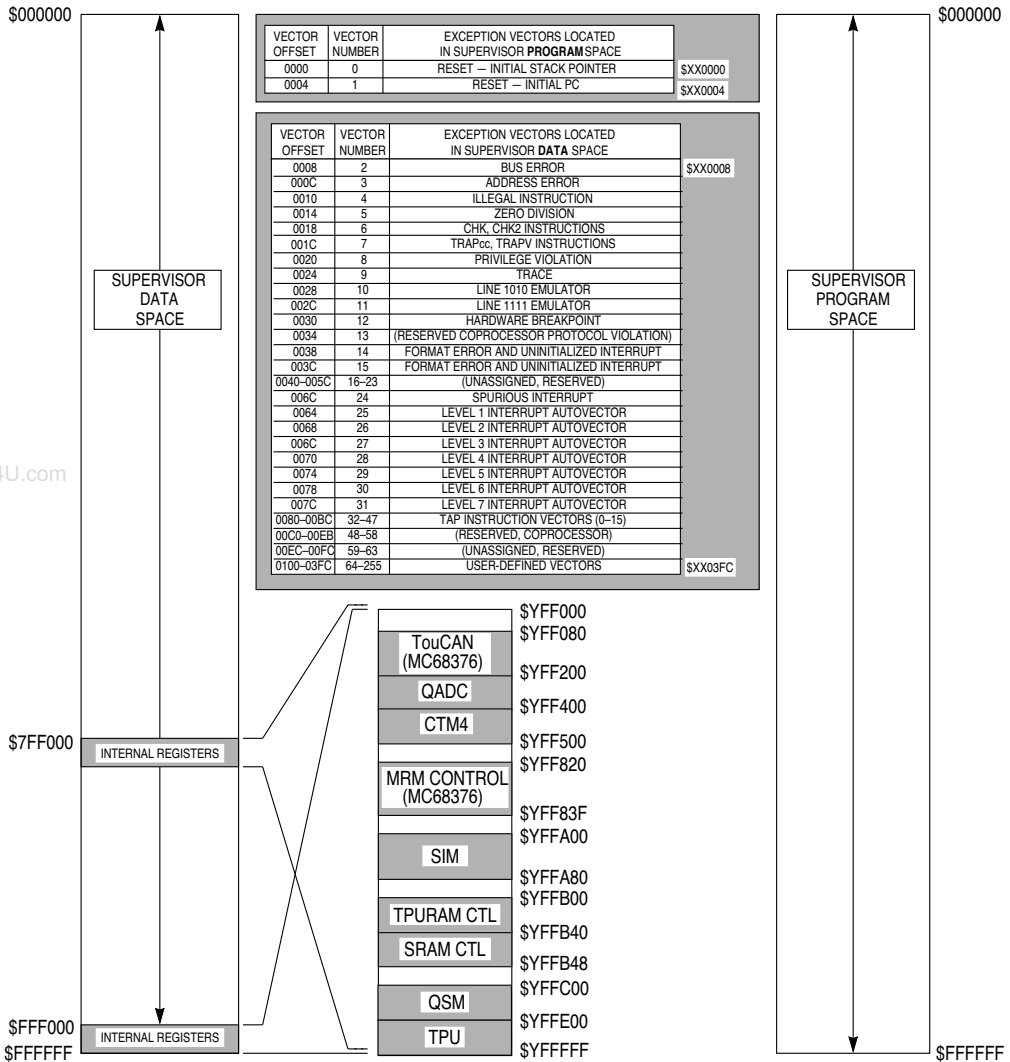 $000000
$000000
VECTOR OFFSET VECTOR NUMBER EXCEPTION VECTORS LOCATED IN SUPERVISOR PROGRAM SPACE
0000 0 RESET — INITIAL STACK POINTER $XX0000
0004 1 RESET — INITIAL PC $XX0004
VECTOR OFFSET VECTOR NUMBER EXCEPTION VECTORS LOCATED IN SUPERVISOR DATA SPACE
0008 2 BUS ERROR $XX0008
000C 3 ADDRESS ERROR
0010 4 ILLEGAL INSTRUCTION
0014 5 ZERO DIVISION
0018 6 CHK, CHK2 INSTRUCTIONS
001C 7 TRAPcc, TRAPV INSTRUCTIONS
0020 8 PRIVILEGE VIOLATION
0024 9 TRACE
0028 10 LINE 1010 EMULATOR
002C 11 LINE 1111 EMULATOR
0030 12 HARDWARE BREAKPOINT
0034 13 (RESERVED COPROCESSOR PROTOCOL VIOLATION)
0038 14 FORMAT ERROR AND UNINITIALIZED INTERRUPT
003C 15 FORMAT ERROR AND UNINITIALIZED INTERRUPT
0040–005C 16–23 (UNASSIGNED, RESERVED)
006C 24 SPURIOUS INTERRUPT
0064 25 LEVEL 1 INTERRUPT AUTOVECTOR
0068 26 LEVEL 2 INTERRUPT AUTOVECTOR
006C 27 LEVEL 3 INTERRUPT AUTOVECTOR
0070 28 LEVEL 4 INTERRUPT AUTOVECTOR
0074 29 LEVEL 5 INTERRUPT AUTOVECTOR
0078 30 LEVEL 6 INTERRUPT AUTOVECTOR
007C 31 LEVEL 7 INTERRUPT AUTOVECTOR
0080–00BC 32–47 TAP INSTRUCTION VECTORS (0–15)
00C0–00EB 48–58 (RESERVED, COPROCESSOR)
00EC–00FC 59–63 (UNASSIGNED, RESERVED)
0100–03FC 64–255 USER-DEFINED VECTORS $XX03FC
SUPERVISOR
DATA
SPACE
SUPERVISOR
PROGRAM
SPACE
4U.com
$YFF000
$YFF080
TouCAN
(MC68376)
$YFF200
QADC
$YFF400
CTM4
$YFF500
$7FF000
INTERNAL REGISTERS
$YFF820
MRM CONTROL
(MC68376)
$YFF83F
$YFFA00
SIM
$YFFA80
$YFFB00
TPURAM CTL
$YFFB40
SRAM CTL
$YFFB48
$YFFC00
QSM
$YFFE00
TPU
$YFFFFF
$FFF000
INTERNAL REGISTERS
$FFFFFF
$FFFFFF